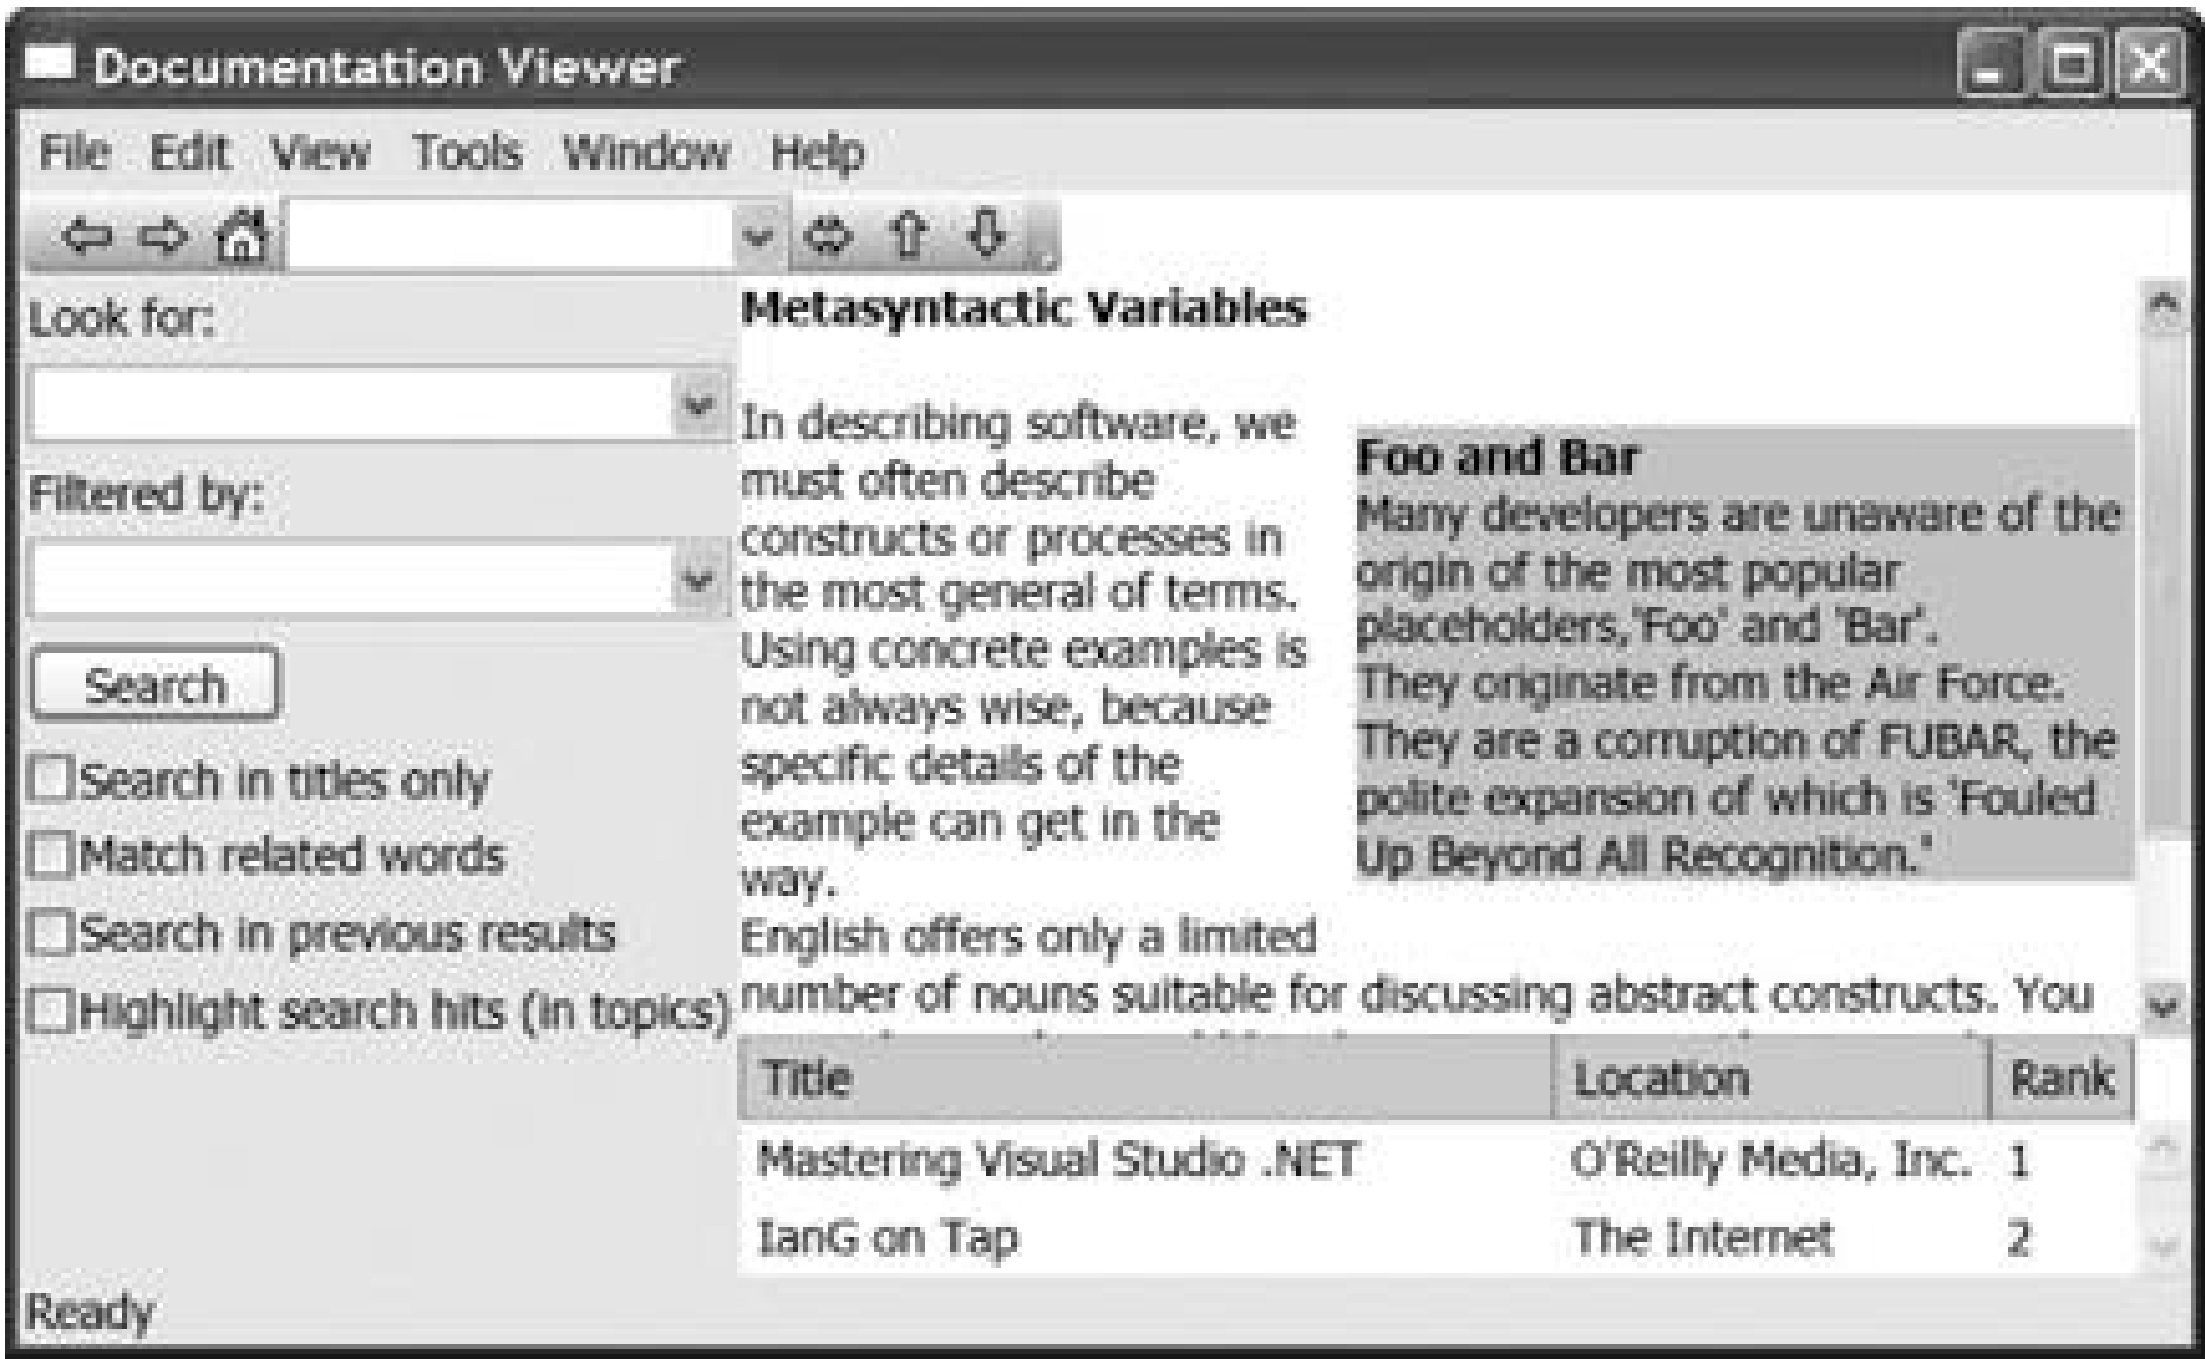 Documentation Viewer
File Edit View Tools Window Help
Look for:
Filtered by:
Search
Search in titles only
Match related words
Search in previous results
Highlight search hits (in topics)
Metasyntactic Variables
In describing software, we
must often describe
constructs or processes in
the most general of terms.
Using concrete examples is
not always wise, because
specific details of the
example can get in the
way.
English offers only a limited
number of nouns suitable for discussing abstract constructs. You
Foo and Bar
Many developers are unaware of the
origin of the most popular
placeholders,'Foo' and 'Bar'.
They originate from the Air Force.
They are a corruption of FUBAR, the
polite expansion of which is 'Fouled
Up Beyond All Recognition.'
Title Location Rank
Mastering Visual Studio .NET O'Reilly Media, Inc. 1
IanG on Tap The Internet 2
Ready